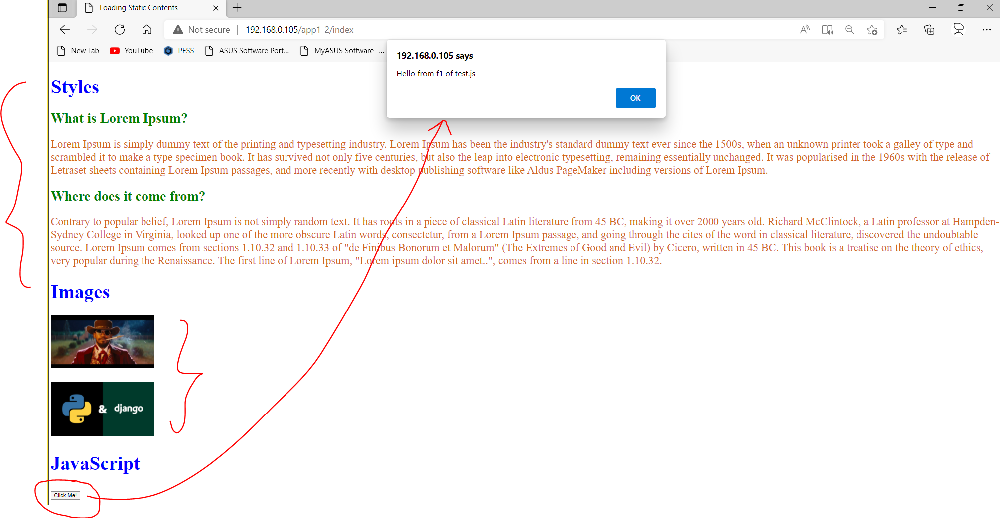 Loading Static Contents
Not secure | 192.168.0.105/app1_2/index
New Tab YouTube PESS ASUS Software Port... MyASUS Software -...
192.168.0.105 says
Hello from f1 of test.js
OK
Styles
What is Lorem Ipsum?
Lorem Ipsum is simply dummy text of the printing and typesetting industry. Lorem Ipsum has been the industry's standard dummy text ever since the 1500s, when an unknown printer took a galley of type and
scrambled it to make a type specimen book. It has survived not only five centuries, but also the leap into electronic typesetting, remaining essentially unchanged. It was popularised in the 1960s with the release of
Letraset sheets containing Lorem Ipsum passages, and more recently with desktop publishing software like Aldus PageMaker including versions of Lorem Ipsum.
Where does it come from?
Contrary to popular belief, Lorem Ipsum is not simply random text. It has roots in a piece of classical Latin literature from 45 BC, making it over 2000 years old. Richard McClintock, a Latin professor at Hampden-
Sydney College in Virginia, looked up one of the more obscure Latin words, consectetur, from a Lorem Ipsum passage, and going through the cites of the word in classical literature, discovered the undoubtable
source. Lorem Ipsum comes from sections 1.10.32 and 1.10.33 of "de Finibus Bonorum et Malorum" (The Extremes of Good and Evil) by Cicero, written in 45 BC. This book is a treatise on the theory of ethics,
very popular during the Renaissance. The first line of Lorem Ipsum, "Lorem ipsum dolor sit amet..", comes from a line in section 1.10.32.
Images
& django
JavaScript
Click Me!